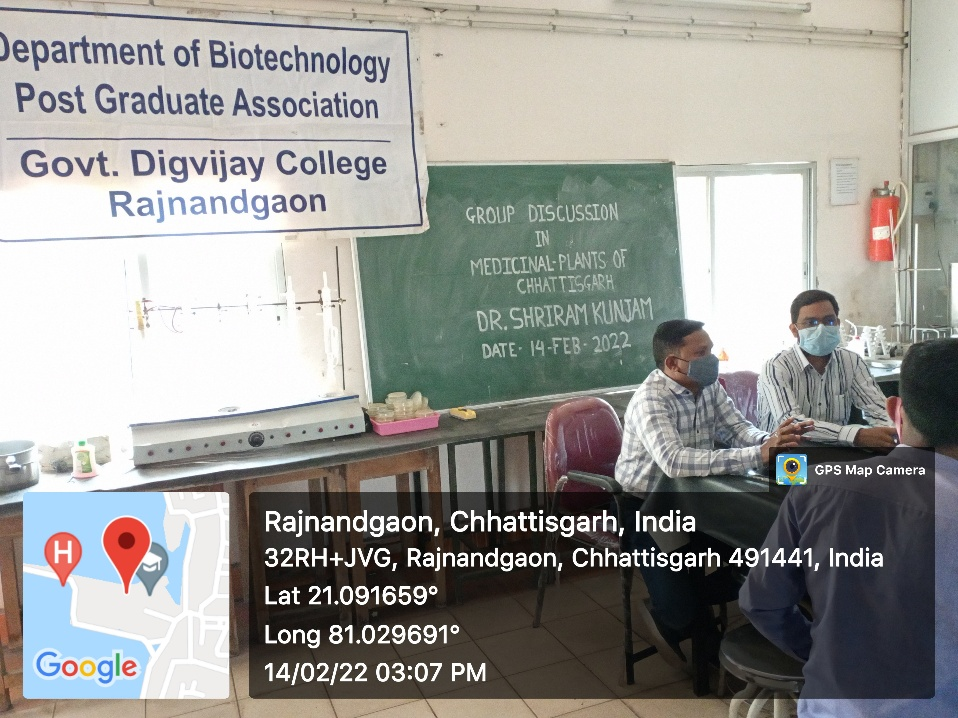 Department of Biotechnology
Post Graduate Association
Govt. Digvijay College
Rajnandgaon
GROUP DISCUSSION
IN
MEDICINAL-PLANTS OF
CHHATTISGARH
DR. SHRIRAM KUNJAM
DATE- 14-FEB-2022
GPS Map Camera
H
Google
Rajnandgaon, Chhattisgarh, India
32RH+JVG, Rajnandgaon, Chhattisgarh 491441, India
Lat 21.091659°
Long 81.029691°
14/02/22 03:07 PM